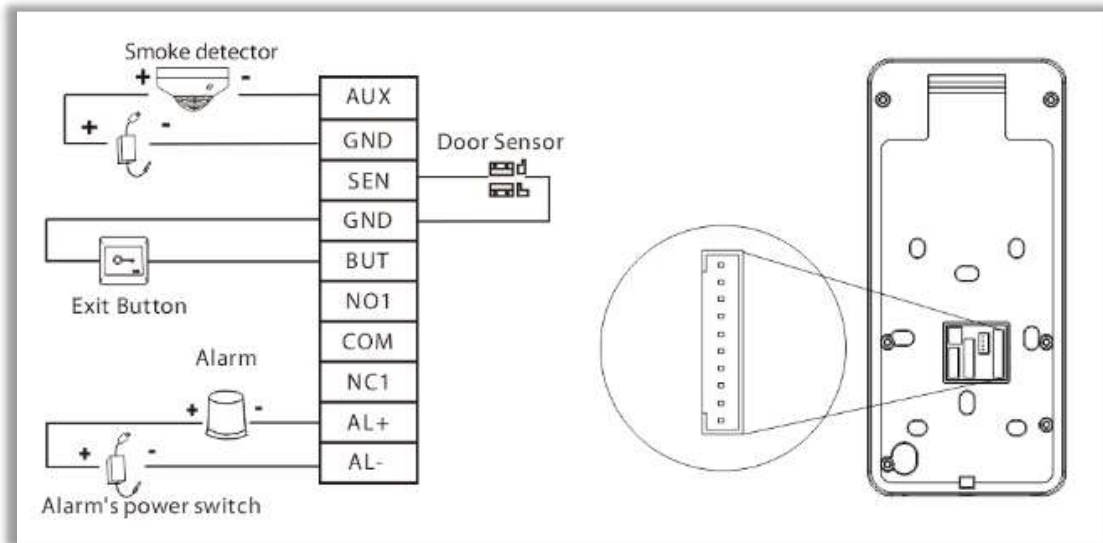 Smoke detector
+ -
+ -
AUX
GND
SEN
GND
BUT
NO1
COM
NC1
AL+
AL-
Door Sensor
Exit Button
Alarm
+ -
+ -
Alarm's power switch